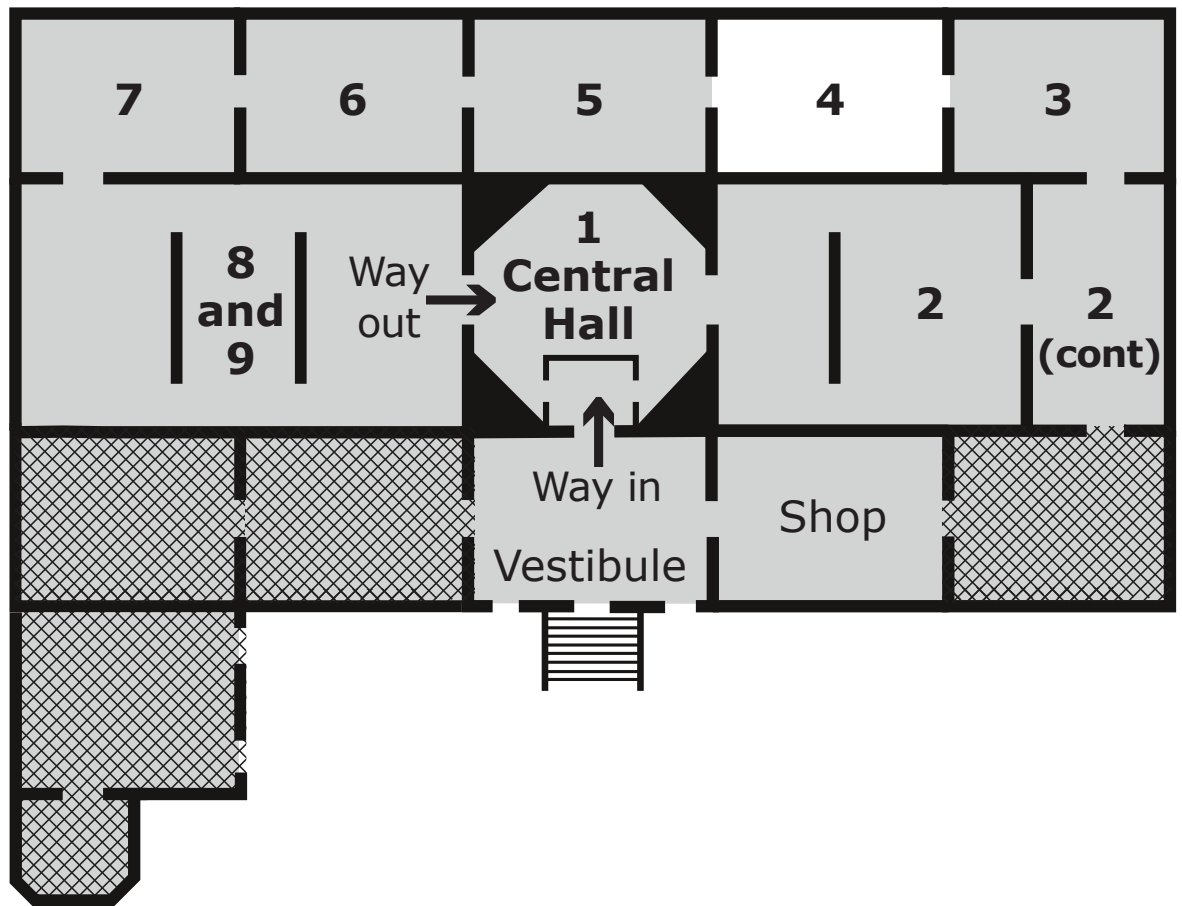 7
6
5
4
3
1
Central
Hall
8
and
9
Way
out
2
2
(cont)
Way in
Vestibule
Shop